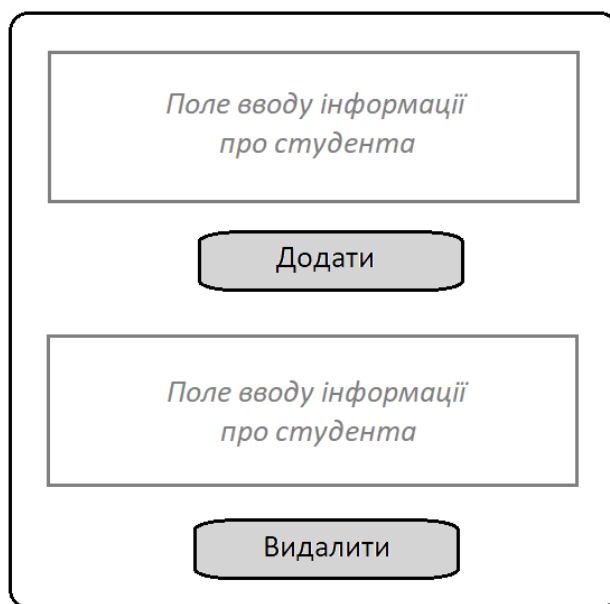 Поле вводу інформації
про студента
Додати
Поле вводу інформації
про студента
Видалити